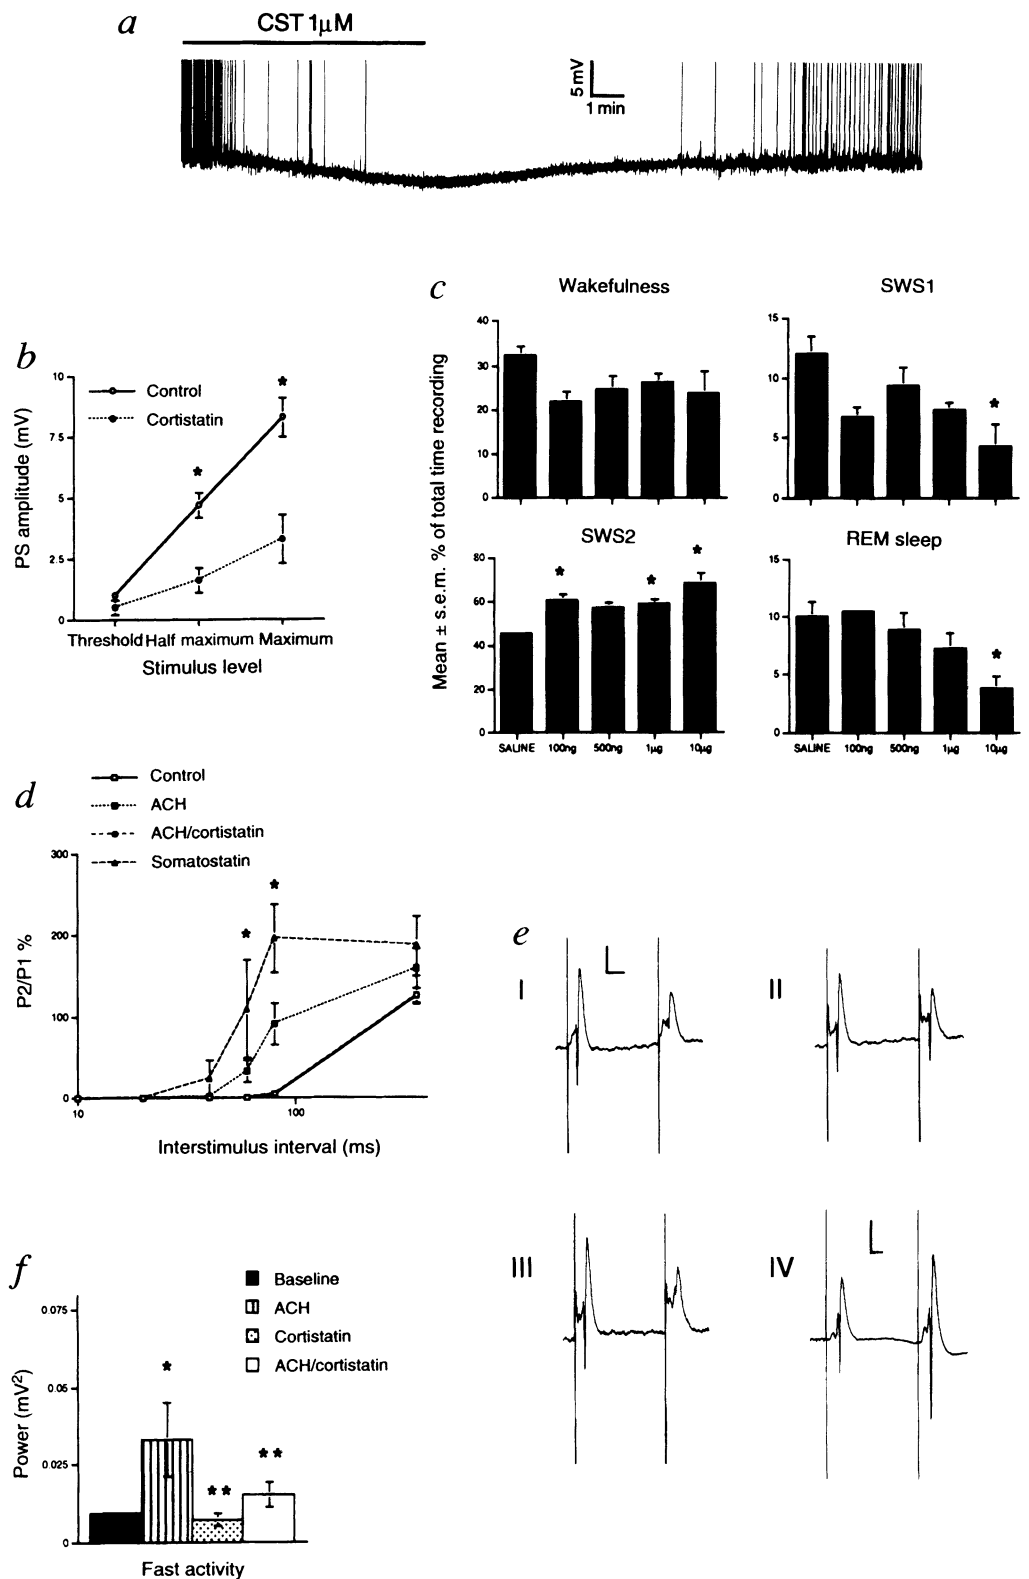 a
CST 1μM
5 mV
1 min
b
10
7.5
5
2.5
0
PS amplitude (mV)
Control
Cortistatin
*
*
Threshold Half maximum Maximum
Stimulus level
c
Mean ± s.e.m. % of total time recording
Wakefulness
40
30
20
10
0
SWS1
15
10
5
0
*
SWS2
80
60
40
20
0
*
*
*
SALINE 100ng 500ng 1μg 10μg
REM sleep
15
10
5
0
*
SALINE 100ng 500ng 1μg 10μg
d
Control
ACH
ACH/cortistatin
Somatostatin
300
200
100
0
P2/P1 %
*
*
10 100
Interstimulus interval (ms)
e
I
II
III
IV
f
Baseline
ACH
Cortistatin
ACH/cortistatin
0.075
0.05
0.025
0
Power (mV²)
*
**
**
Fast activity